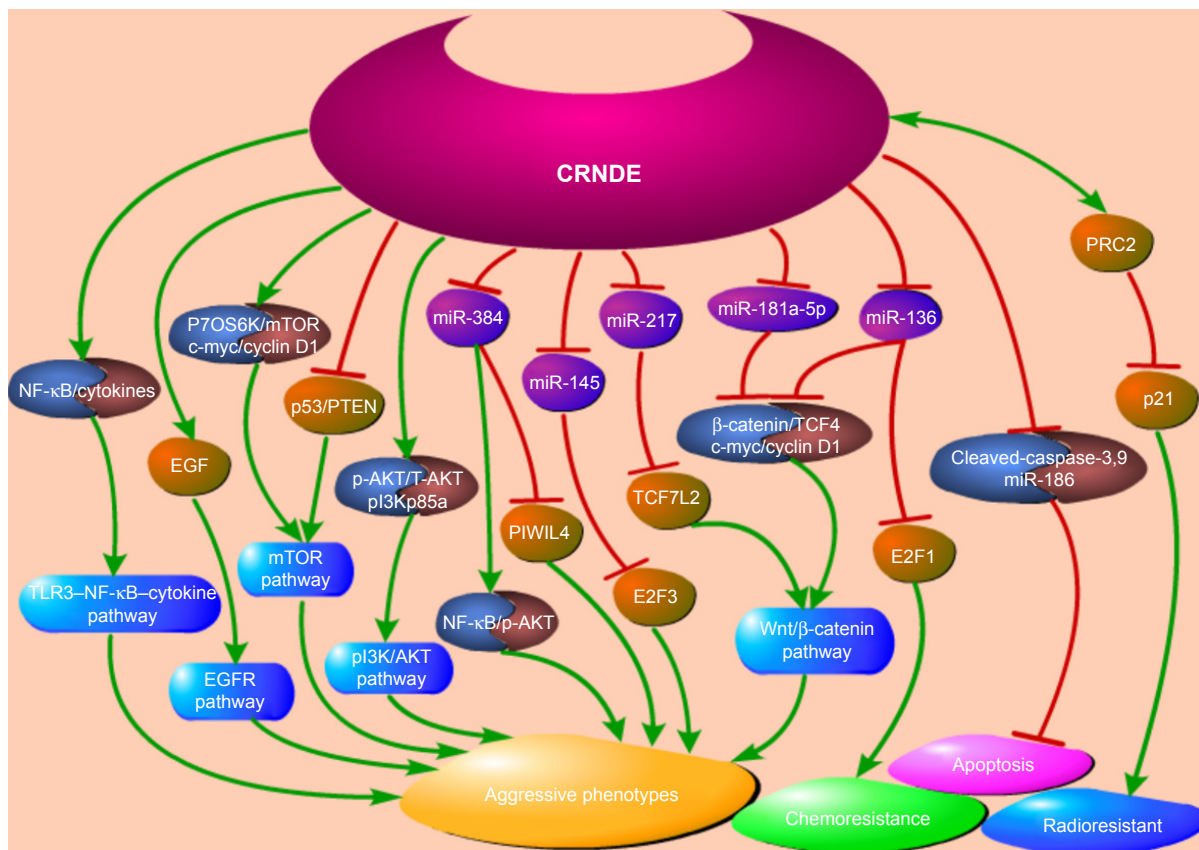 CRNDE
PRC2
miR-384
miR-217
miR-181a-5p
miR-136
P7OS6K/mTOR
c-myc/cyclin D1
NF-κB/cytokines
p53/PTEN
miR-145
p21
β-catenin/TCF4
c-myc/cyclin D1
EGF
p-AKT/T-AKT
pI3Kp85a
Cleaved-caspase-3,9
miR-186
TCF7L2
PIWIL4
E2F1
mTOR
pathway
TLR3–NF-κB–cytokine
pathway
E2F3
NF-κB/p-AKT
Wnt/β-catenin
pathway
pI3K/AKT
pathway
EGFR
pathway
Aggressive phenotypes
Apoptosis
Chemoresistance
Radioresistant